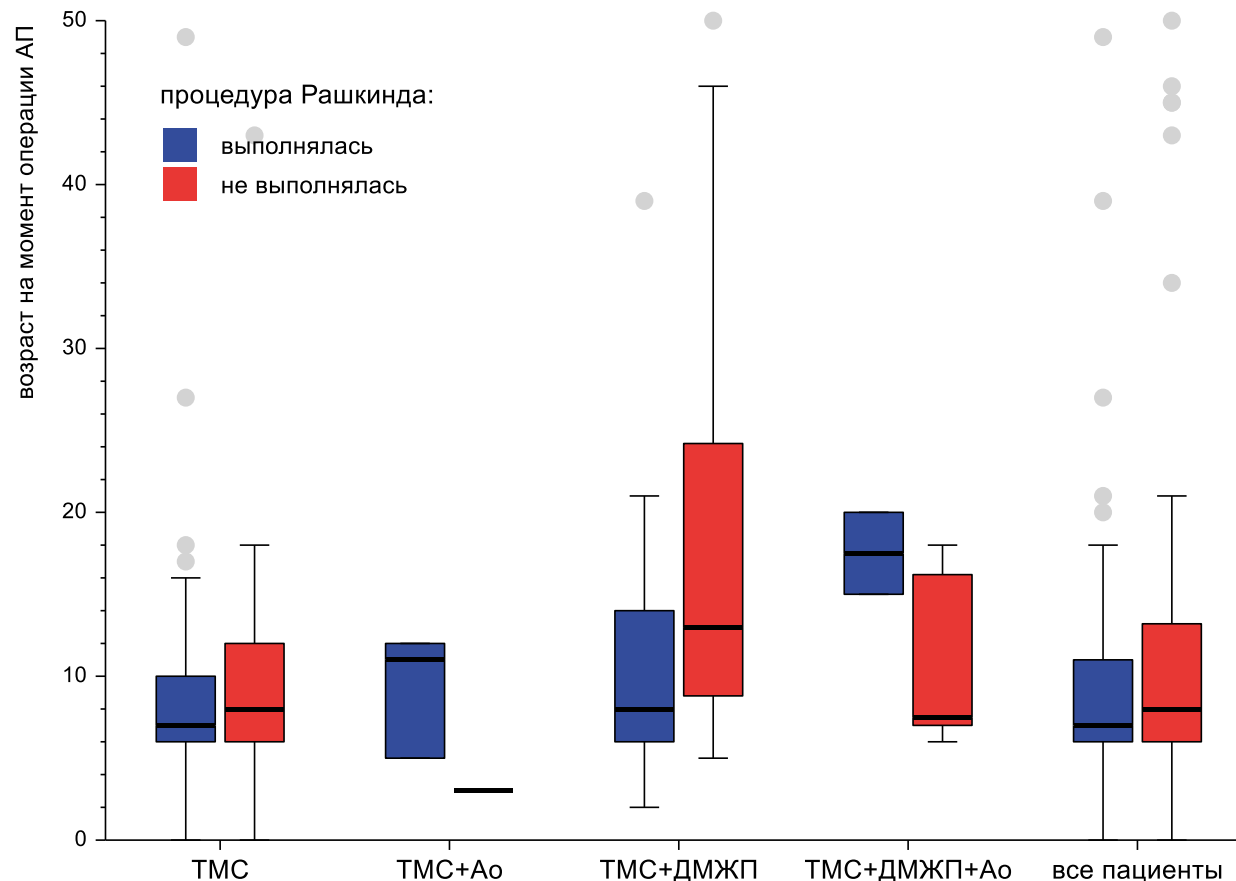 возраст на момент операции АП
50
40
30
20
10
0
процедура Рашкинда:
выполнялась
не выполнялась
ТМС
ТМС+Ао
ТМС+ДМЖП
ТМС+ДМЖП+Ао
все пациенты